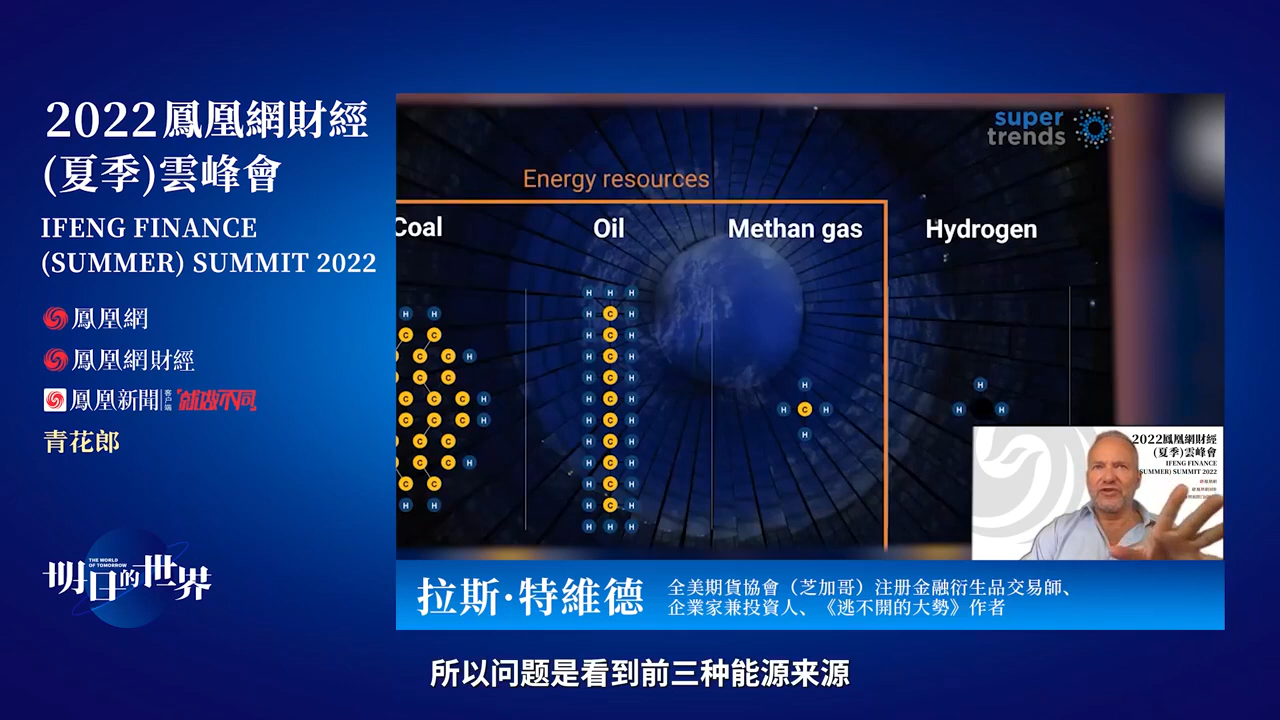 2022鳳凰網財經
(夏季)雲峰會
IFENG FINANCE
(SUMMER) SUMMIT 2022
鳳凰網
鳳凰網財經
鳳凰新聞 客户端 就做不同
青花郎
THE WORLD
OF TOMORROW
明日的世界
super
trends
Energy resources
Coal
Oil
Methan gas
Hydrogen
2022鳳凰網財經
(夏季)雲峰會
IFENG FINANCE
(SUMMER) SUMMIT 2022
拉斯·特維德
全美期貨協會（芝加哥）注册金融衍生品交易師、
企業家兼投資人、《逃不開的大勢》作者
所以问题是看到前三种能源来源